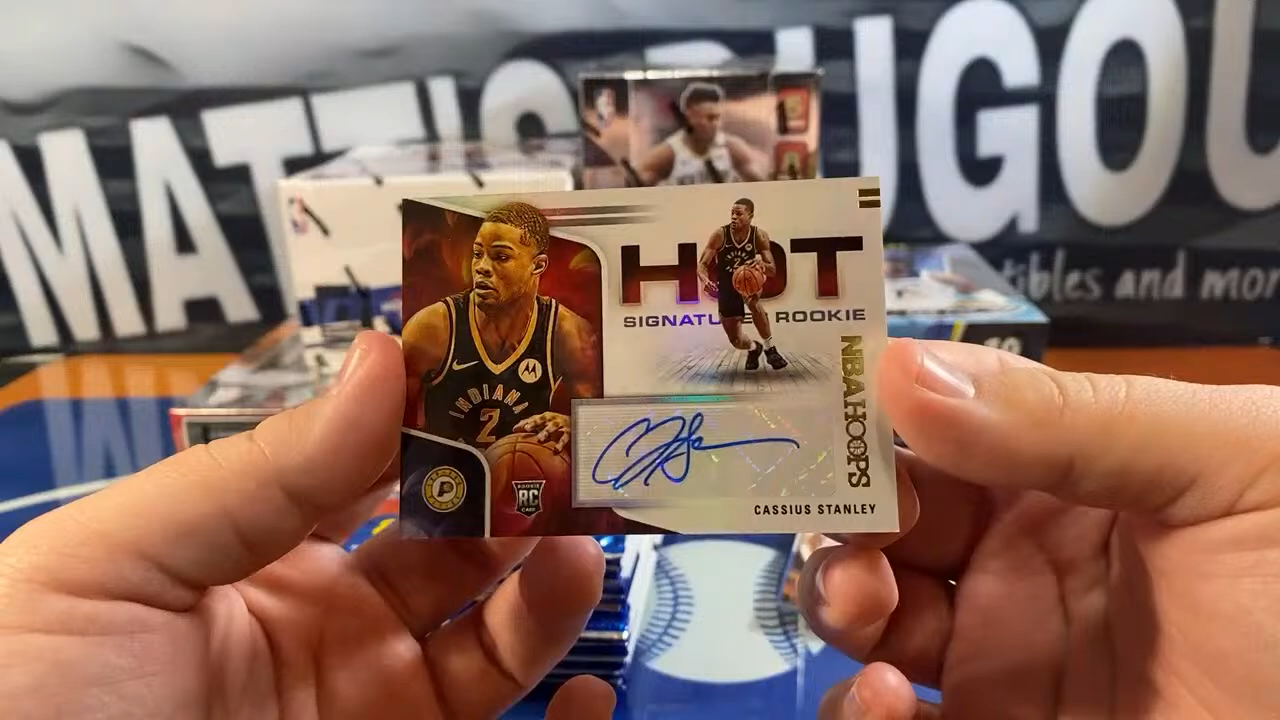 MATT'S DUGOU
tibles and mor
HOT
SIGNATURE ROOKIE
NBA HOOPS
INDIANA
2
ROOKIE
RC
CARD
CASSIUS STANLEY